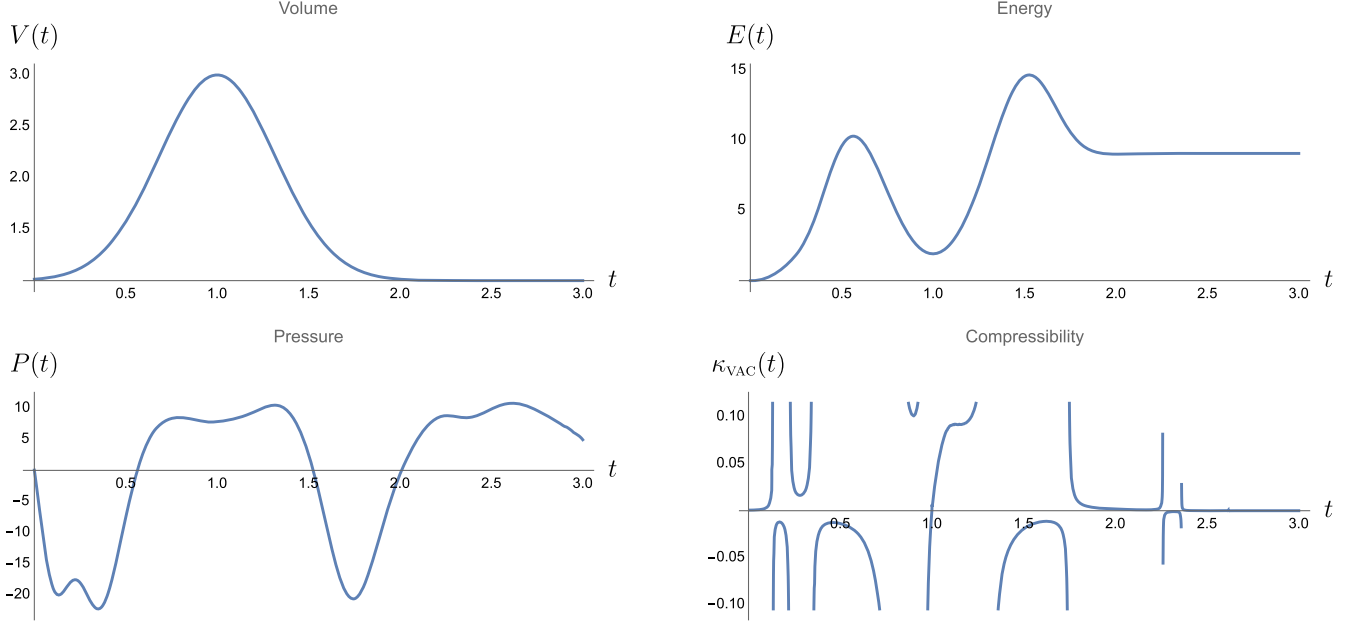 Volume
V(t)
3.0
2.5
2.0
1.5
0.5 1.0 1.5 2.0 2.5 3.0 t
Energy
E(t)
15
10
5
0.5 1.0 1.5 2.0 2.5 3.0 t
Pressure
P(t)
10
5
0.5 1.0 1.5 2.0 2.5 3.0 t
−5
−10
−15
−20
Compressibility
κVAC(t)
0.10
0.05
0.5 1.0 1.5 2.0 2.5 3.0 t
−0.05
−0.10